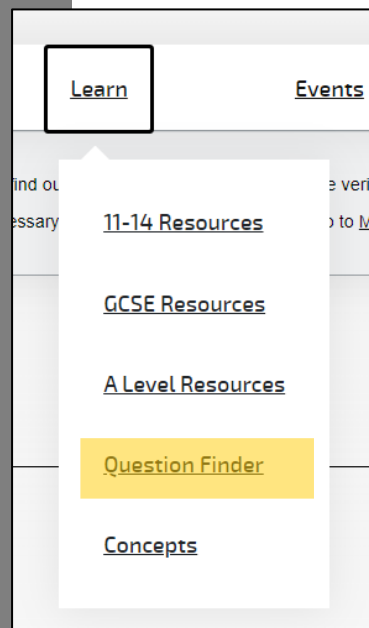 Learn Events
find ou
e veri
essary
o to M
11-14 Resources
GCSE Resources
A Level Resources
Question Finder
Concepts